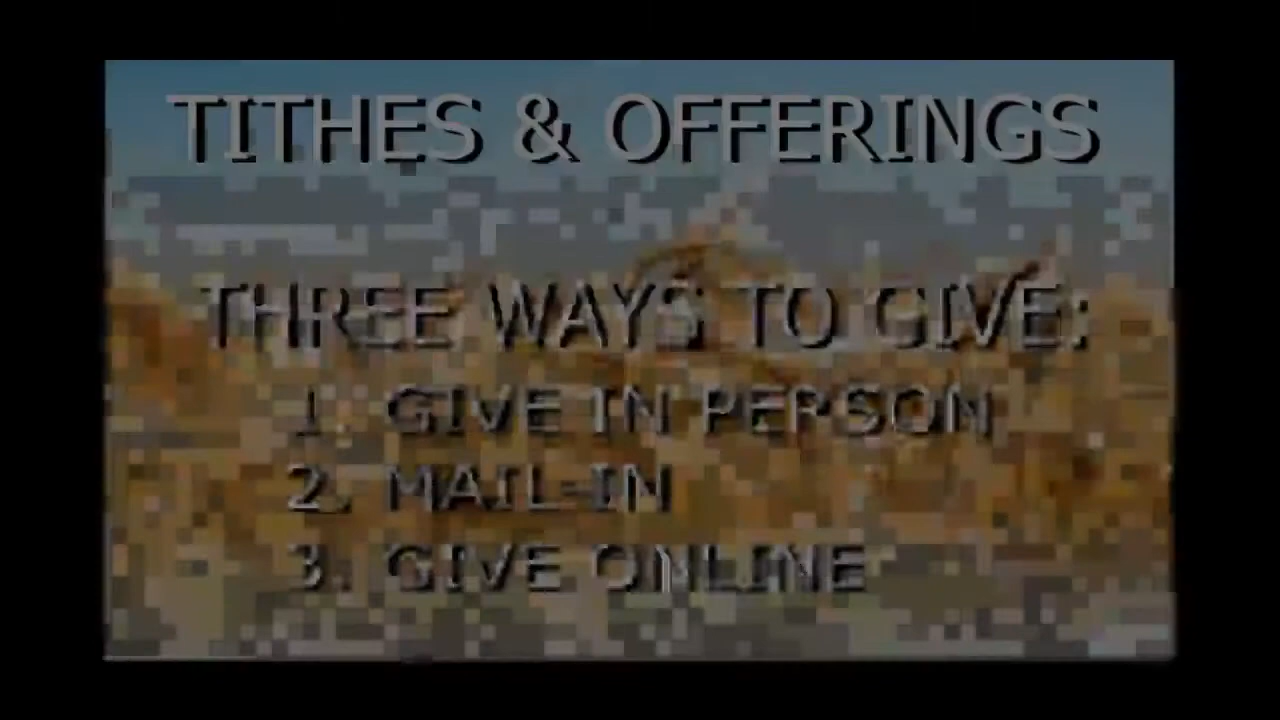 TITHES & OFFERINGS
THREE WAYS TO GIVE:
1. GIVE IN PERSON
2. MAIL-IN
3. GIVE ONLINE